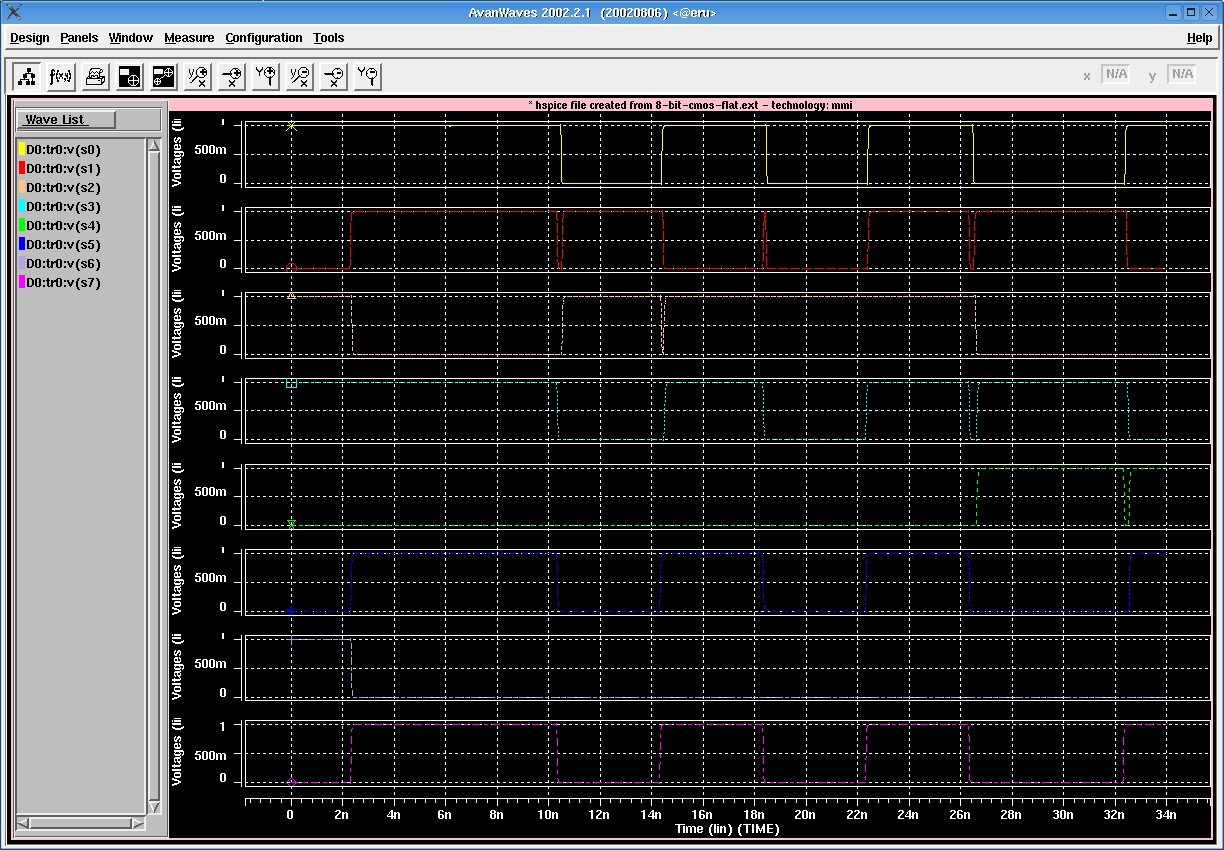 AvanWaves 2002.2.1 (20020806) <@eru>
Design Panels Window Measure Configuration Tools Help
f(x) x N/A y N/A
* hspice file created from 8-bit-cmos-flat.ext - technology: mmi
Wave List
D0:tr0:v(s0)
D0:tr0:v(s1)
D0:tr0:v(s2)
D0:tr0:v(s3)
D0:tr0:v(s4)
D0:tr0:v(s5)
D0:tr0:v(s6)
D0:tr0:v(s7)
Voltages (li
1
500m
0
Voltages (li
1
500m
0
Voltages (li
1
500m
0
Voltages (li
1
500m
0
Voltages (li
1
500m
0
Voltages (li
1
500m
0
Voltages (li
1
500m
0
Voltages (li
1
500m
0
0 2n 4n 6n 8n 10n 12n 14n 16n 18n 20n 22n 24n 26n 28n 30n 32n 34n
Time (lin) (TIME)